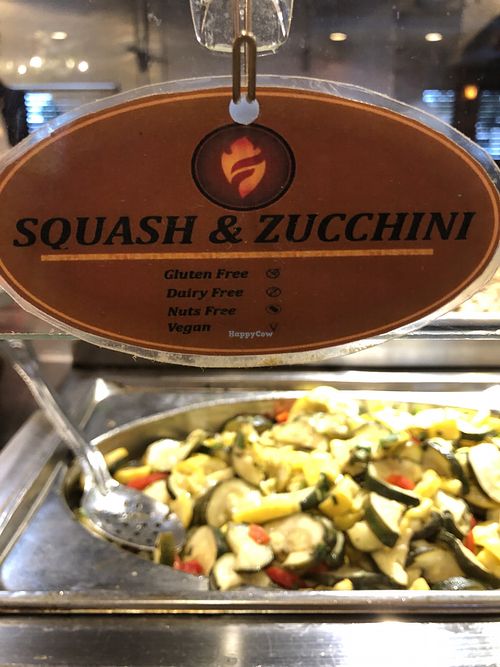 SQUASH & ZUCCHINI
Gluten Free
Dairy Free
Nuts Free
Vegan
HappyCow